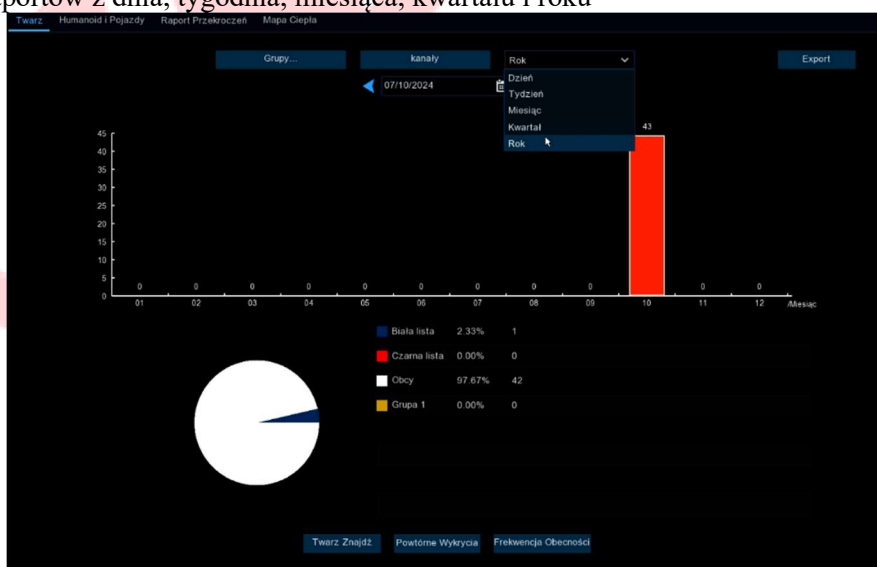 portów z dnia, tygodnia, miesiąca, kwartału i roku
Twarz Humanoid i Pojazdy Raport Przekroczeń Mapa Ciepła
Grupy... kanały Rok Export
07/10/2024
Dzień
Tydzień
Miesiąc
Kwartał
Rok
43
45
40
35
30
25
20
15
10
5
0
0 0 0 0 0 0 0 0 0 0 0
01 02 03 04 05 06 07 08 09 10 11 12 /Miesiąc
Biała lista 2.33% 1
Czarna lista 0.00% 0
Obcy 97.67% 42
Grupa 1 0.00% 0
Twarz Znajdź Powtórne Wykrycia Frekwencja Obecności